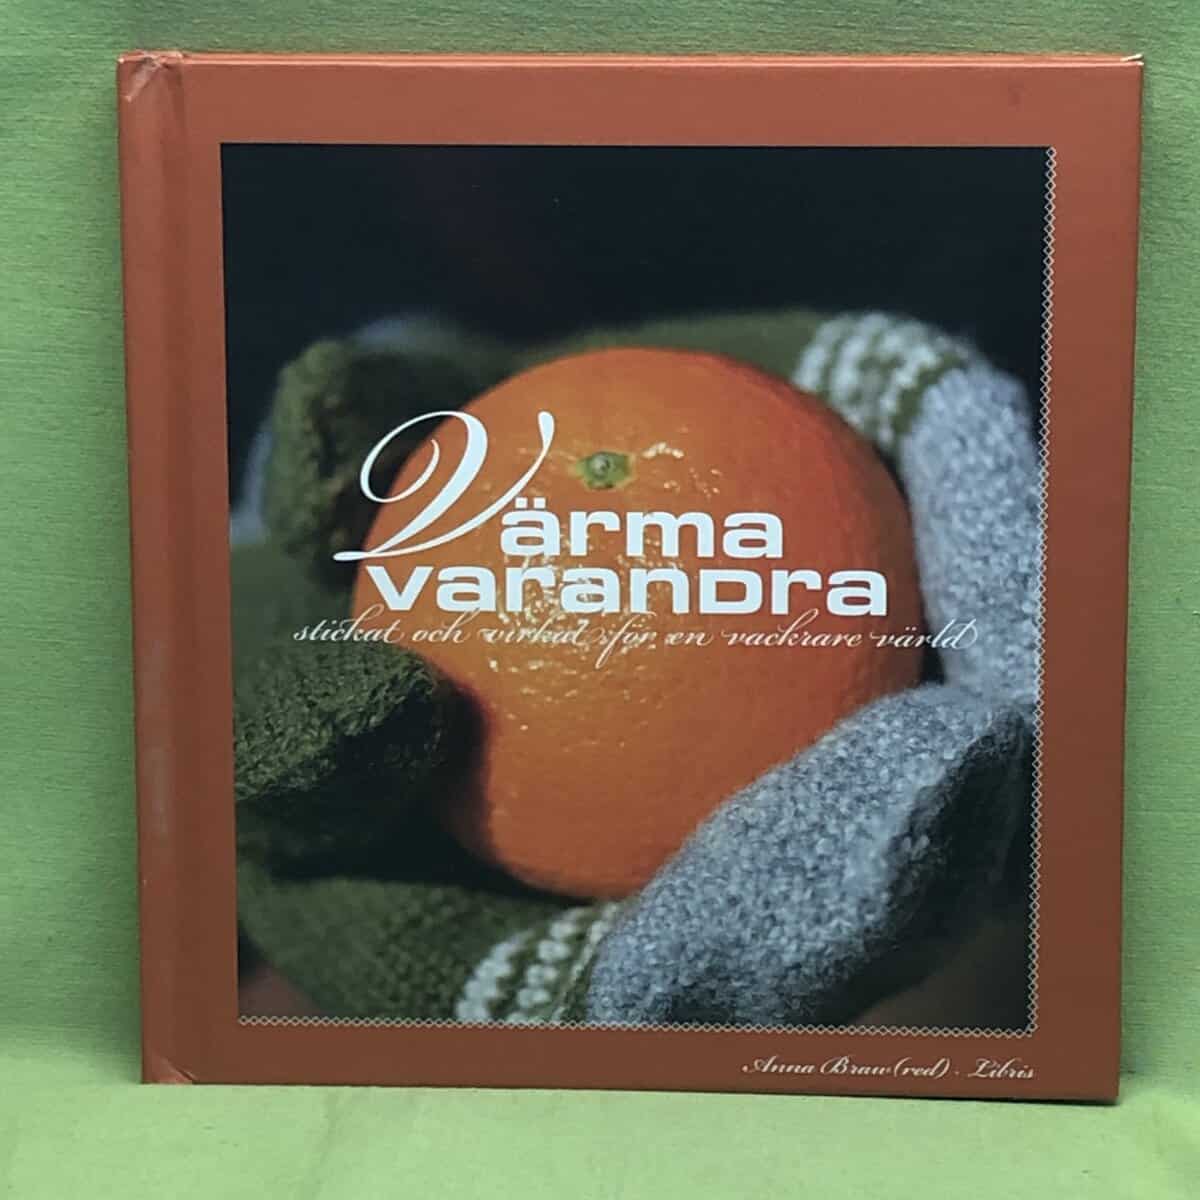 Värma
varandra
stickat och virkat för en vackrare värld
Anna Braw (red) · Libris